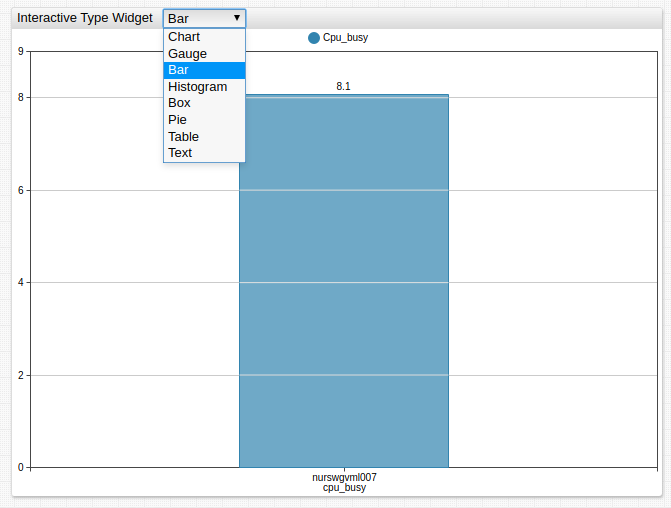 Interactive Type Widget Bar
Chart
Gauge
Bar
Histogram
Box
Pie
Table
Text
Cpu_busy
9
8
6
4
2
0
8.1
nurswgvml007
cpu_busy